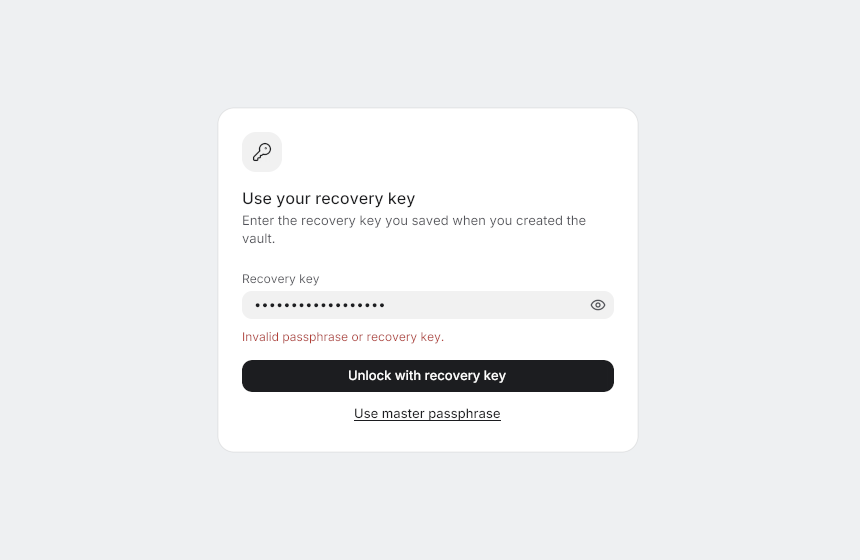 Use your recovery key
Enter the recovery key you saved when you created the
vault.
Recovery key
••••••••••••••••••
Invalid passphrase or recovery key.
Unlock with recovery key
Use master passphrase